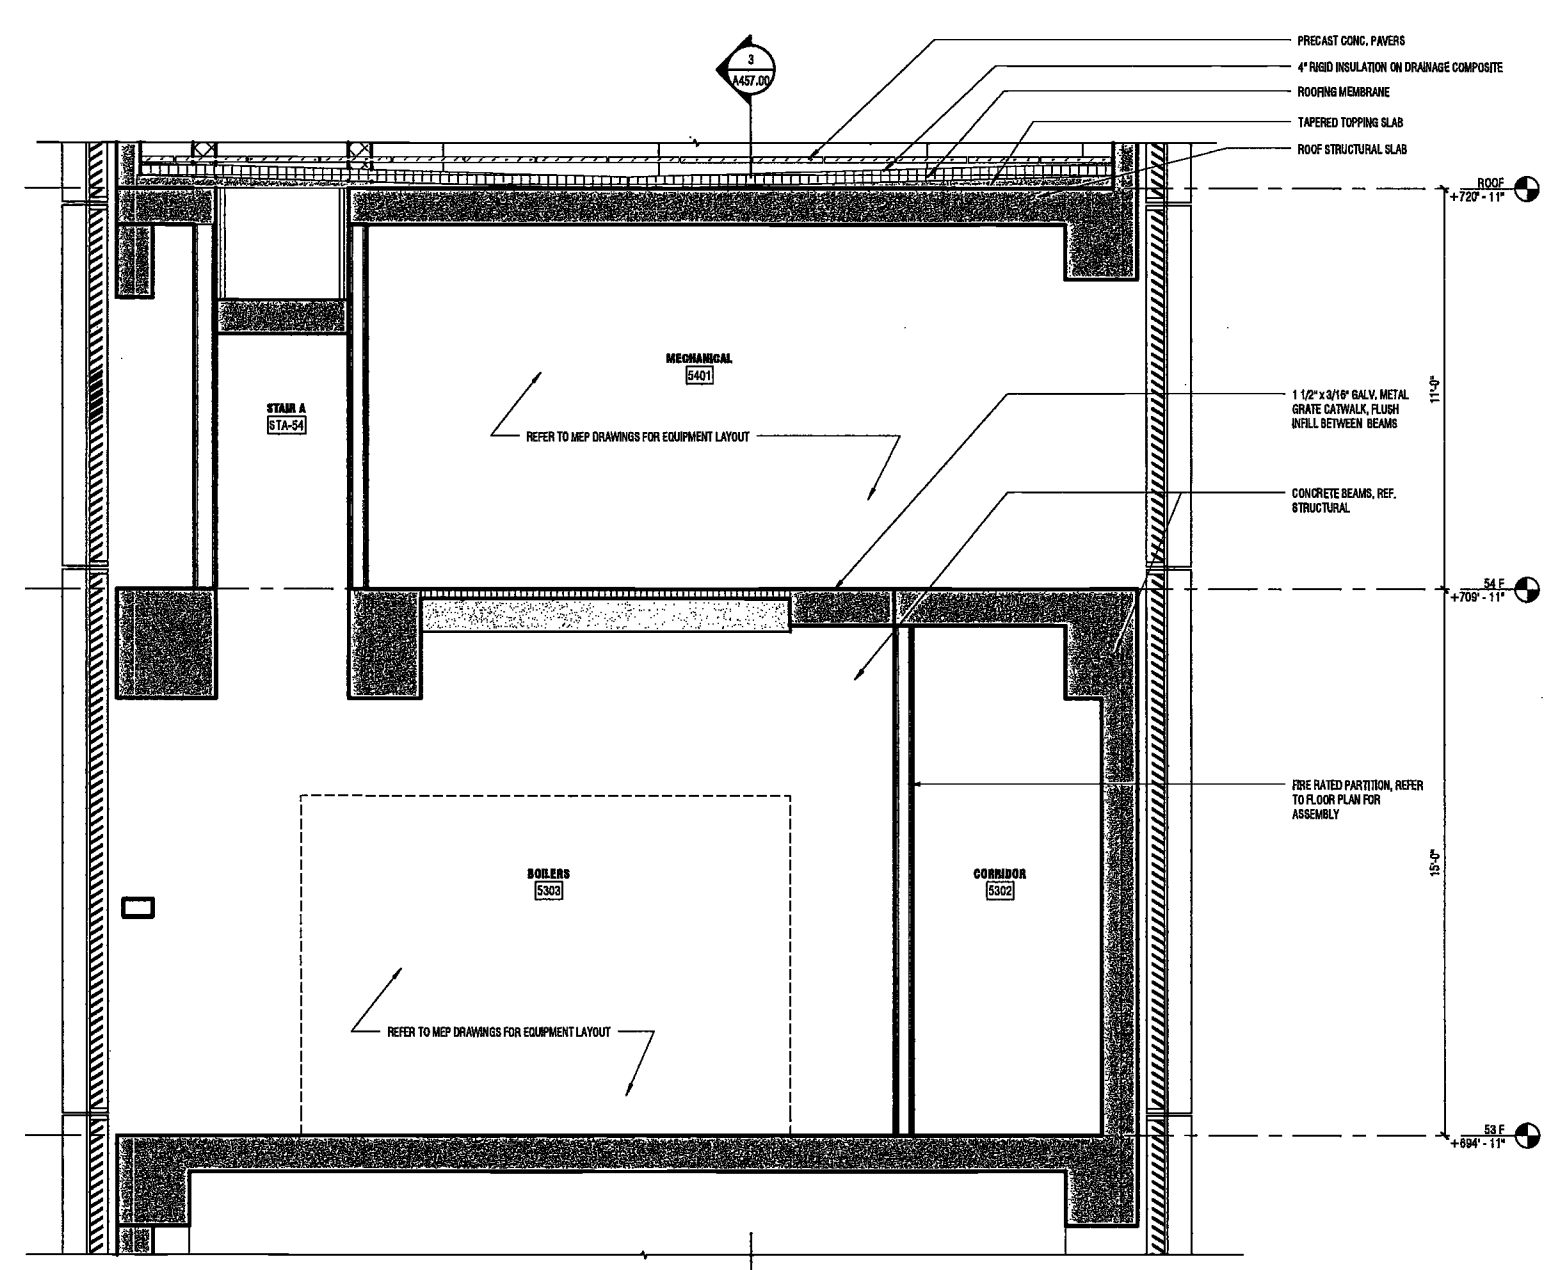 3
A457.00
PRECAST CONC. PAVERS
4" RIGID INSULATION ON DRAINAGE COMPOSITE
ROOFING MEMBRANE
TAPERED TOPPING SLAB
ROOF STRUCTURAL SLAB
ROOF
+720' - 11"
MECHANICAL
5401
STAIR A
STA-54
REFER TO MEP DRAWINGS FOR EQUIPMENT LAYOUT
1 1/2" x 3/16" GALV. METAL
GRATE CATWALK, FLUSH
INFILL BETWEEN BEAMS
11'-0"
CONCRETE BEAMS, REF.
STRUCTURAL
54 F
+709' - 11"
FIRE RATED PARTITION, REFER
TO FLOOR PLAN FOR
ASSEMBLY
BOILERS
5303
CORRIDOR
5302
15'-0"
REFER TO MEP DRAWINGS FOR EQUIPMENT LAYOUT
53 F
+694' - 11"